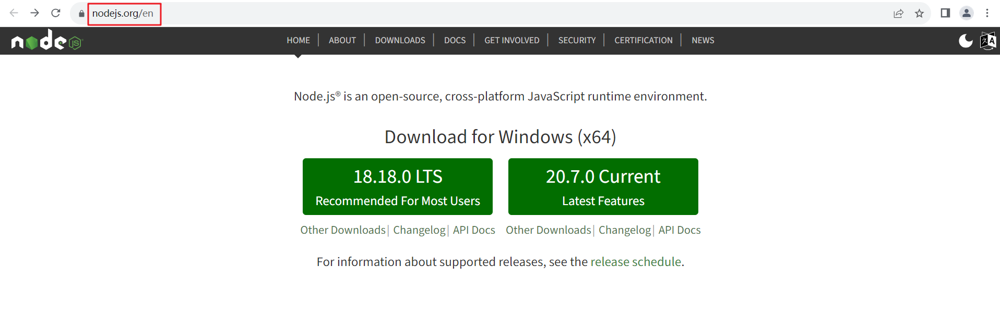 nodejs.org/en
node JS
HOME | ABOUT | DOWNLOADS | DOCS | GET INVOLVED | SECURITY | CERTIFICATION | NEWS
Node.js® is an open-source, cross-platform JavaScript runtime environment.
Download for Windows (x64)
18.18.0 LTS
Recommended For Most Users
20.7.0 Current
Latest Features
Other Downloads | Changelog | API Docs
Other Downloads | Changelog | API Docs
For information about supported releases, see the release schedule.